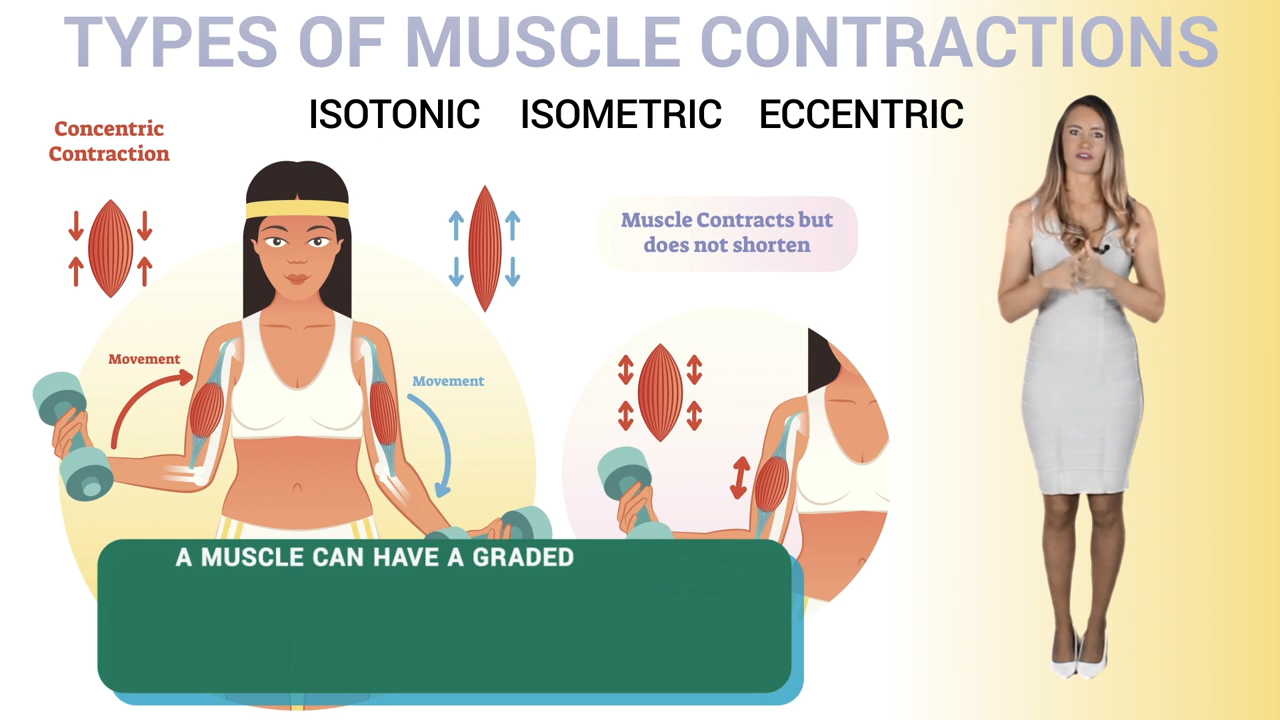 TYPES OF MUSCLE CONTRACTIONS
ISOTONIC ISOMETRIC ECCENTRIC
Concentric
Contraction
Muscle Contracts but
does not shorten
Movement
Movement
A MUSCLE CAN HAVE A GRADED